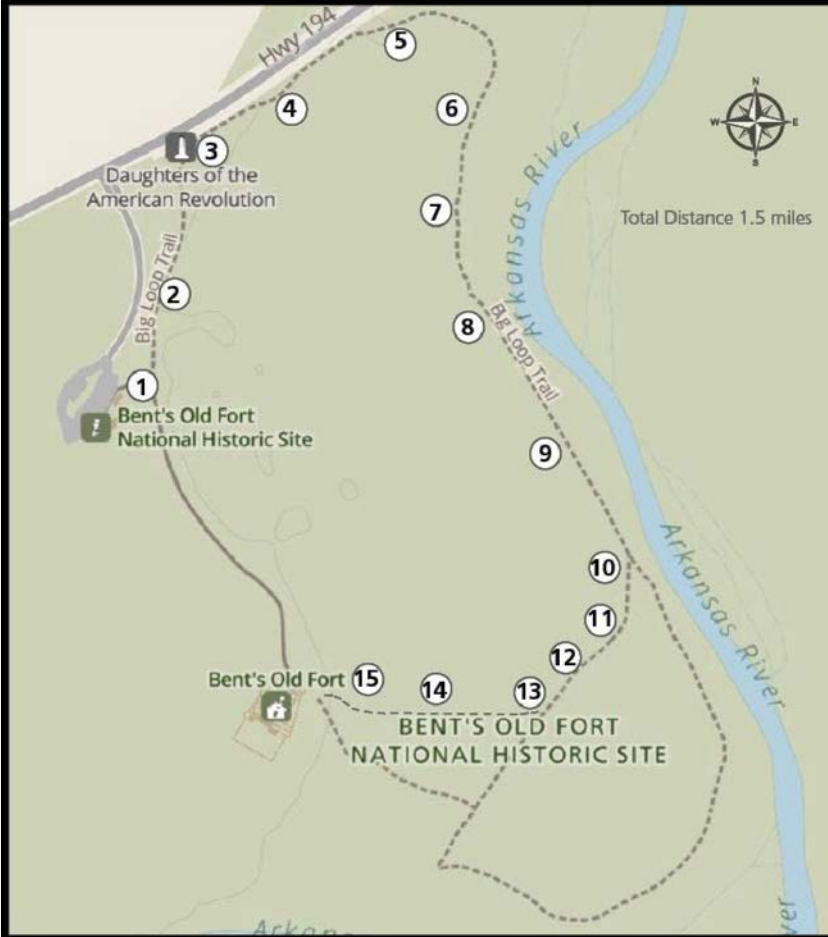 Hwy 194
5
4
6
N
W E
S
3
Daughters of the
American Revolution
7
Total Distance 1.5 miles
Arkansas River
Big Loop Trail
2
8
Big Loop Trail
1
Bent's Old Fort
National Historic Site
9
10
Arkansas River
11
12
Bent's Old Fort
15
14
13
BENT'S OLD FORT
NATIONAL HISTORIC SITE
Arkansas
ver